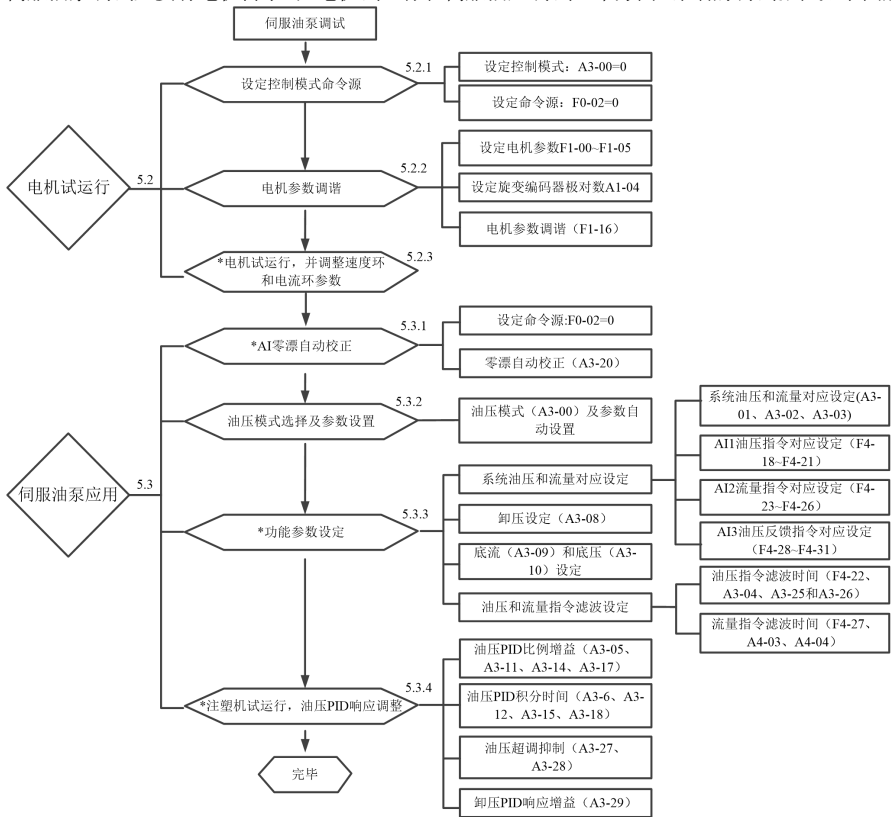 伺服油泵调试
5.2.1
设定控制模式命令源
设定控制模式：A3-00=0
设定命令源：F0-02=0
电机试运行
5.2
5.2.2
电机参数调谐
设定电机参数F1-00~F1-05
设定旋变编码器极对数A1-04
电机参数调谐（F1-16）
5.2.3
*电机试运行，并调整速度环
和电流环参数
5.3.1
*AI零漂自动校正
设定命令源:F0-02=0
零漂自动校正（A3-20）
5.3.2
油压模式选择及参数设置
油压模式（A3-00）及参数自
动设置
伺服油泵应用
5.3
5.3.3
*功能参数设定
系统油压和流量对应设定
系统油压和流量对应设定(A3-
01、A3-02、A3-03)
AI1油压指令对应设定（F4-
18~F4-21）
AI2流量指令对应设定（F4-
23~F4-26）
AI3油压反馈指令对应设定
（F4-28~F4-31）
卸压设定（A3-08）
底流（A3-09）和底压（A3-
10）设定
油压和流量指令滤波设定
油压指令滤波时间（F4-22、
A3-04、A3-25和A3-26）
流量指令滤波时间（F4-27、
A4-03、A4-04）
5.3.4
*注塑机试运行，油压PID响应调整
油压PID比例增益（A3-05、
A3-11、A3-14、A3-17）
油压PID积分时间（A3-6、A3-
12、A3-15、A3-18）
油压超调抑制（A3-27、
A3-28）
卸压PID响应增益（A3-29）
完毕